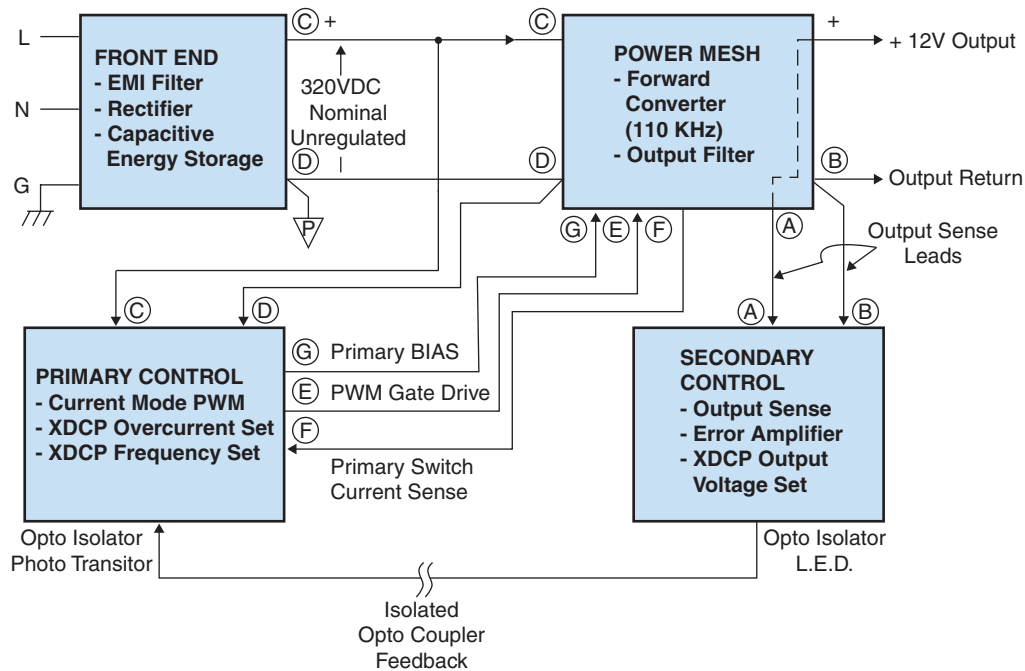 L
N
G
FRONT END
- EMI Filter
- Rectifier
- Capacitive
Energy Storage
C +
320VDC
Nominal
Unregulated
D
P
C
D
POWER MESH
- Forward
Converter
(110 KHz)
- Output Filter
+
+ 12V Output
B
Output Return
G
E
F
A
Output Sense
Leads
C
D
A
B
PRIMARY CONTROL
- Current Mode PWM
- XDCP Overcurrent Set
- XDCP Frequency Set
G Primary BIAS
E PWM Gate Drive
F
Primary Switch
Current Sense
SECONDARY
CONTROL
- Output Sense
- Error Amplifier
- XDCP Output
Voltage Set
Opto Isolator
Photo Transitor
Opto Isolator
L.E.D.
Isolated
Opto Coupler
Feedback